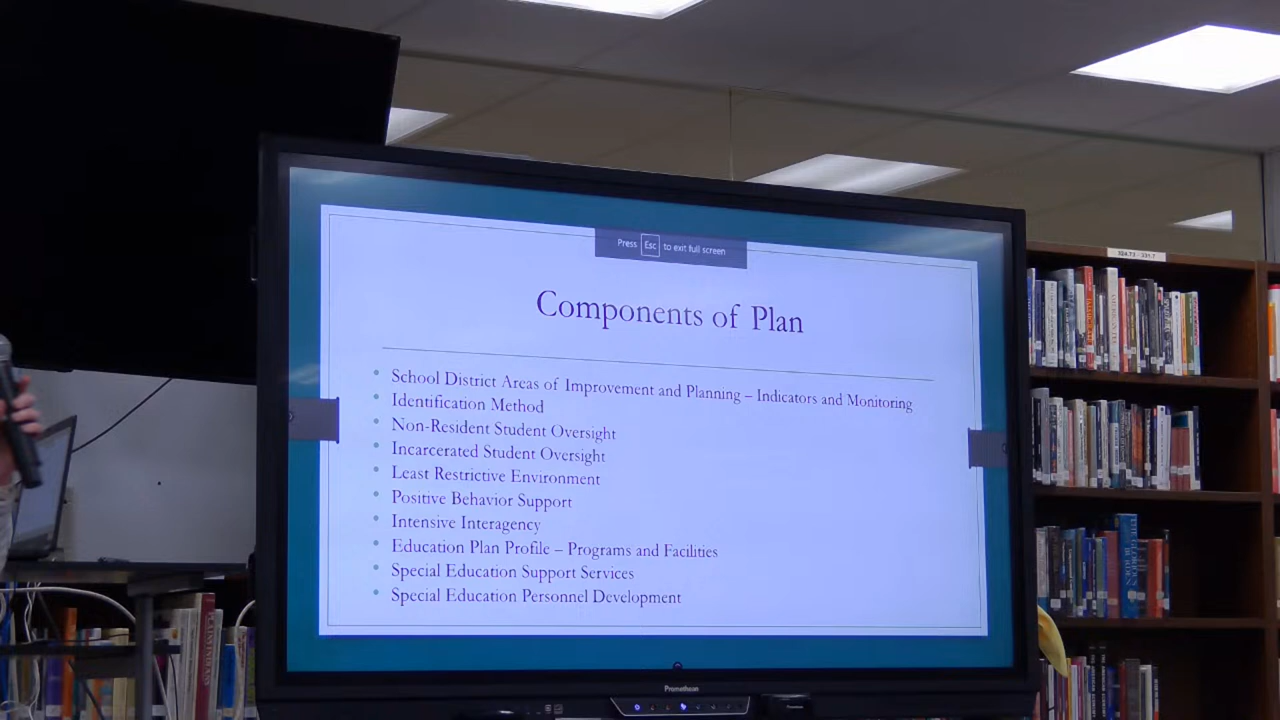 Press Esc to exit full screen
Components of Plan
School District Areas of Improvement and Planning – Indicators and Monitoring
Identification Method
Non-Resident Student Oversight
Incarcerated Student Oversight
Least Restrictive Environment
Positive Behavior Support
Intensive Interagency
Education Plan Profile – Programs and Facilities
Special Education Support Services
Special Education Personnel Development
Promethean